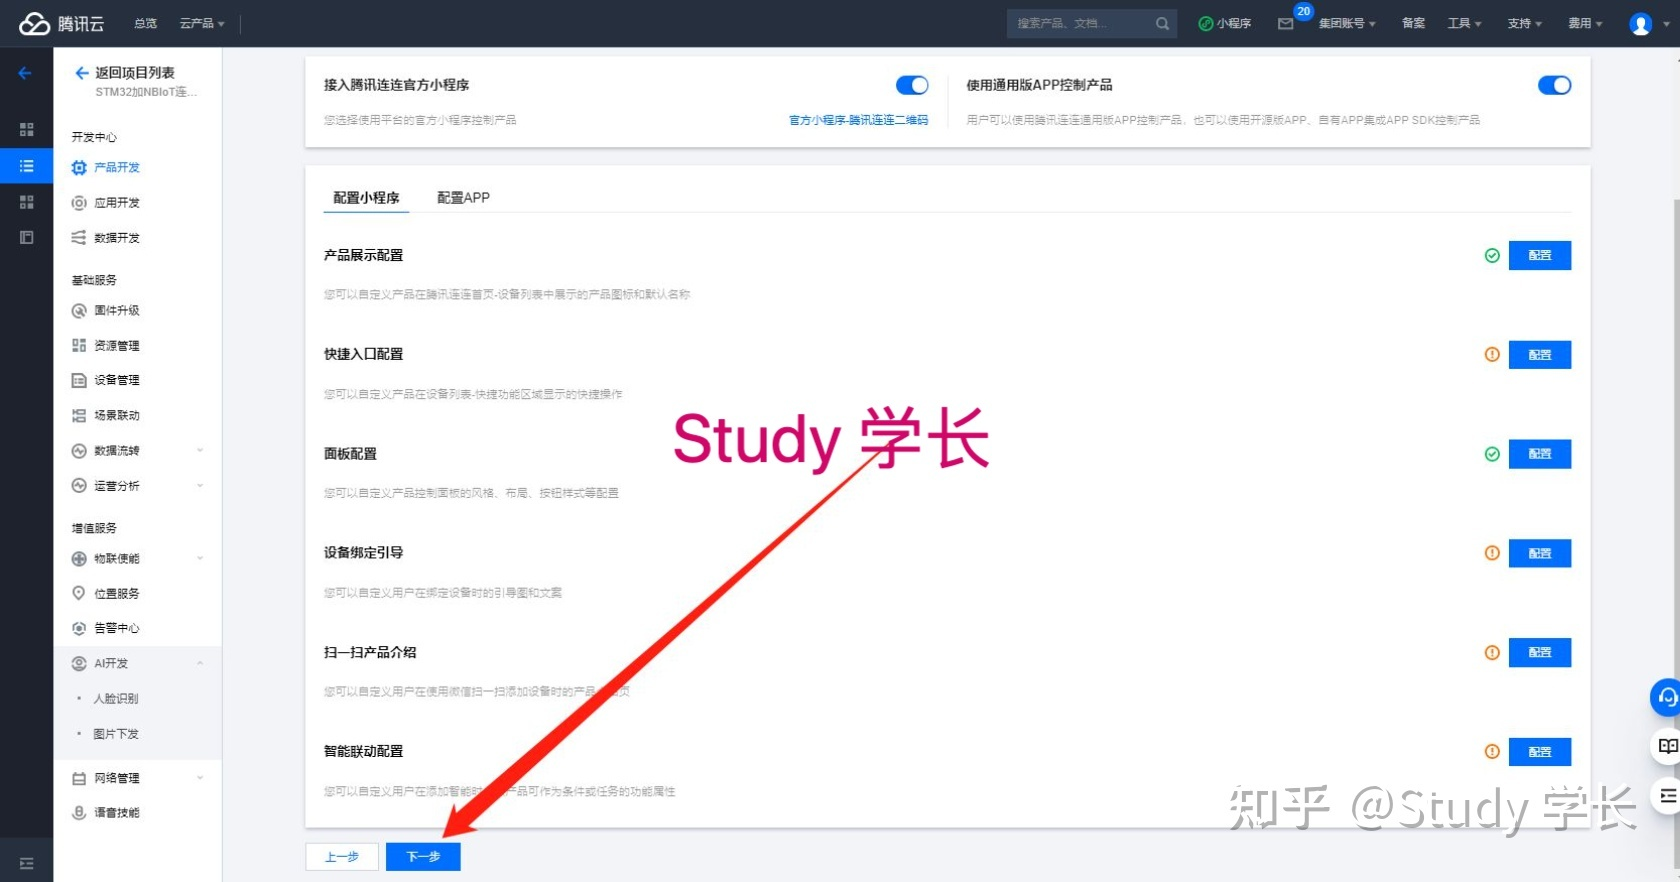 腾讯云
总览
云产品
搜索产品、文档...
小程序
20
集团账号
备案
工具
支持
费用
返回项目列表
STM32加NBIoT连...
开发中心
产品开发
应用开发
数据开发
基础服务
固件升级
资源管理
设备管理
场景联动
数据流转
运营分析
增值服务
物联使能
位置服务
告警中心
AI开发
人脸识别
图片下发
网络管理
语音技能
接入腾讯连连官方小程序
您选择使用平台的官方小程序控制产品
官方小程序-腾讯连连二维码
使用通用版APP控制产品
用户可以使用腾讯连连通用版APP控制产品，也可以使用开源版APP、自有APP集成APP SDK控制产品
配置小程序
配置APP
产品展示配置
配置
您可以自定义产品在腾讯连连首页-设备列表中展示的产品图标和默认名称
快捷入口配置
配置
您可以自定义产品在设备列表-快捷功能区域显示的快捷操作
Study 学长
面板配置
配置
您可以自定义产品控制面板的风格、布局、按钮样式等配置
设备绑定引导
配置
您可以自定义用户在绑定设备时的引导图和文案
扫一扫产品介绍
配置
您可以自定义用户在使用微信扫一扫添加设备时的产品 页
智能联动配置
配置
您可以自定义用户在添加智能时 产品可作为条件或任务的功能属性
知乎 @Study 学长
上一步
下一步